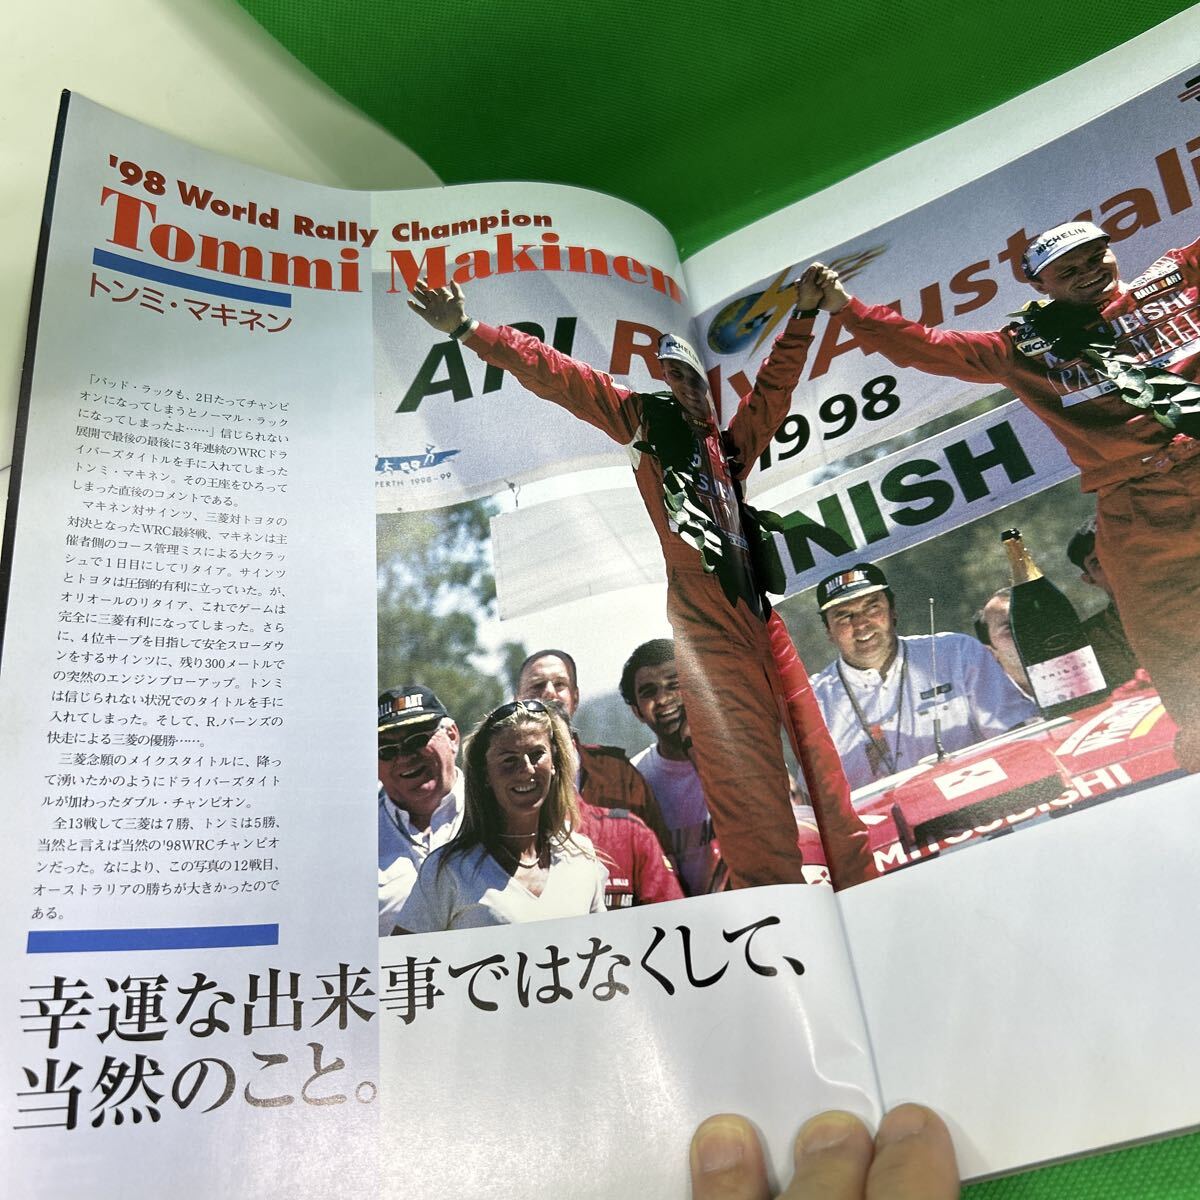 '98 World Rally Champion
Tommi Makinen
トンミ・マキネン
「バッド・ラックも、2日たってチャンピ
オンになってしまうとノーマル・ラック
になってしまったよ……」信じられない
展開で最後の最後に3年連続のWRCドラ
イバーズタイトルを手に入れてしまった
トンミ・マキネン。その王座をひろって
しまった直後のコメントである。
マキネン対サインツ、三菱対トヨタの
対決となったWRC最終戦、マキネンは主
催者側のコース管理ミスによる大クラッ
シュで1日目にしてリタイア。サインツ
とトヨタは圧倒的有利に立っていた。が、
オリオールのリタイア、これでゲームは
完全に三菱有利になってしまった。さら
に、4位キープを目指して安全スローダウ
ンをするサインツに、残り300メートルで
の突然のエンジンブローアップ。トンミ
は信じられない状況でのタイトルを手に
入れてしまった。そして、R.バーンズの
快走による三菱の優勝……。
三菱念願のメイクスタイトルに、降っ
て湧いたかのようにドライバーズタイト
ルが加わったダブル・チャンピオン。
全13戦して三菱は7勝、トンミは5勝、
当然と言えば当然の'98WRCチャンピオ
ンだった。なにより、この写真の12戦目、
オーストラリアの勝ちが大きかったので
ある。
幸運な出来事ではなくして、
当然のこと。
API R
ly Australi
1998
PERTH 1998-99
INISH
MICHELIN
MICHELIN
RALLI ART
UBISHI
PALL MALL
RALLI ART
RALLI ART
MITSUBISHI